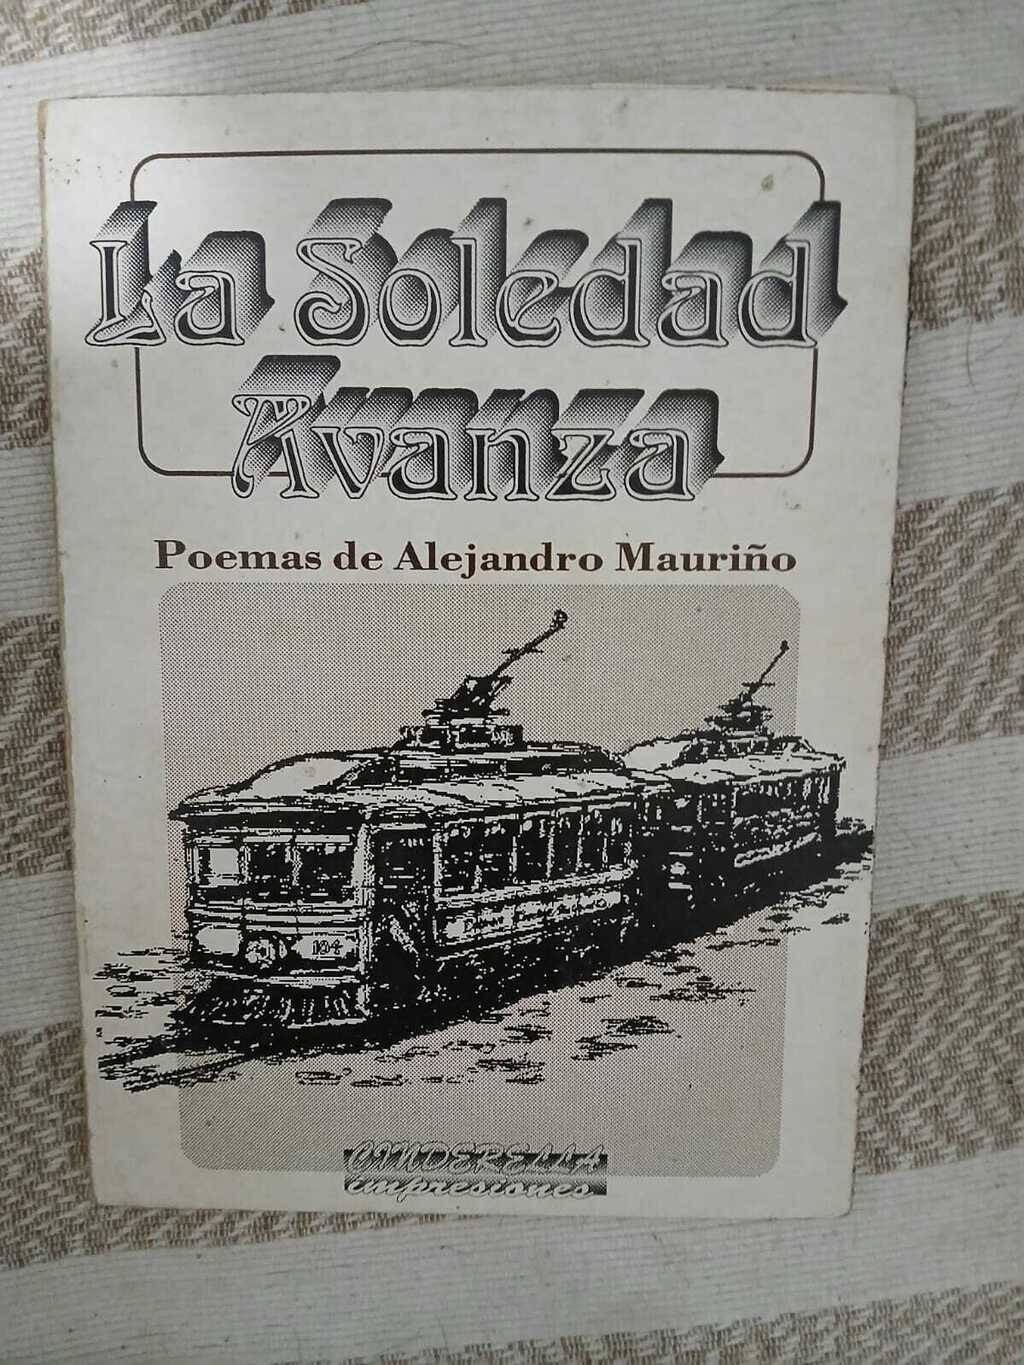 La Soledad
Avanza
Poemas de Alejandro Mauriño
104
CINDERELLA
impresiones